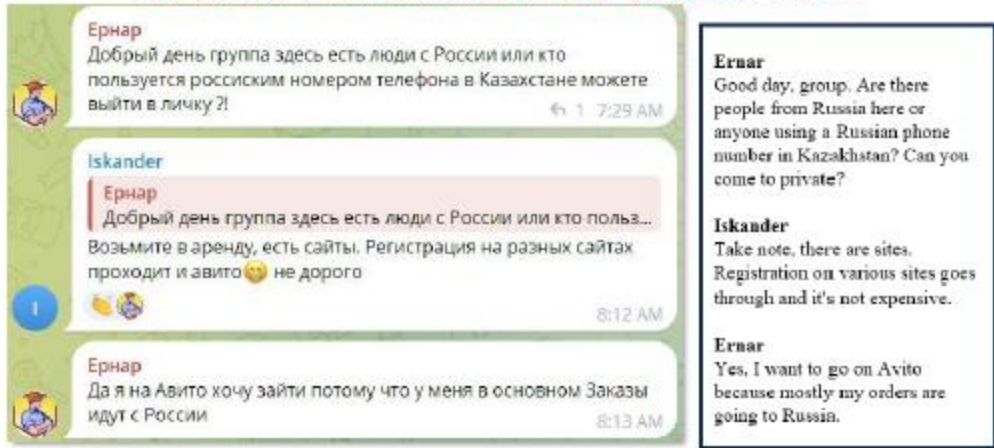 Ернар
Добрый день группа здесь есть люди с России или кто
пользуется россиским номером телефона в Казахстане можете
выйти в личку ?!
1 7:29 AM
Iskander
Ернар
Добрый день группа здесь есть люди с России или кто польз...
Возьмите в аренду, есть сайты. Регистрация на разных сайтах
проходит и авито😋 не дорого
I
8:12 AM
Ернар
Да я на Авито хочу зайти потому что у меня в основном Заказы
идут с России
8:13 AM
Ernar
Good day, group. Are there
people from Russia here or
anyone using a Russian phone
number in Kazakhstan? Can you
come to private?
Iskander
Take note, there are sites.
Registration on various sites goes
through and it's not expensive.
Ernar
Yes, I want to go on Avito
because mostly my orders are
going to Russia.